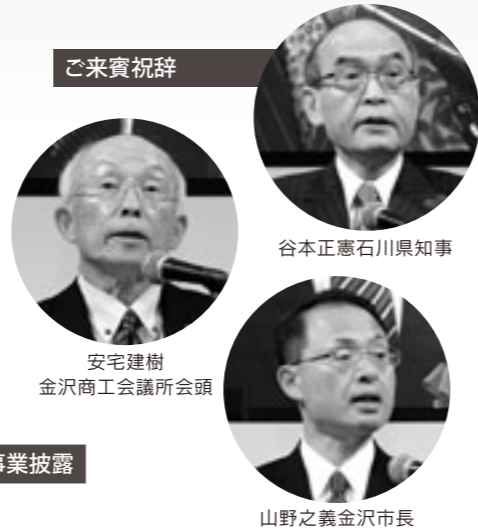 ご来賓祝辞
谷本正憲石川県知事
安宅建樹
金沢商工会議所会頭
事業披露
山野之義金沢市長